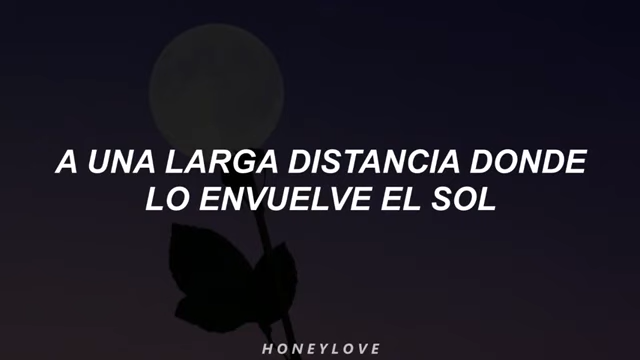 A UNA LARGA DISTANCIA DONDE
LO ENVUELVE EL SOL
HONEYLOVE